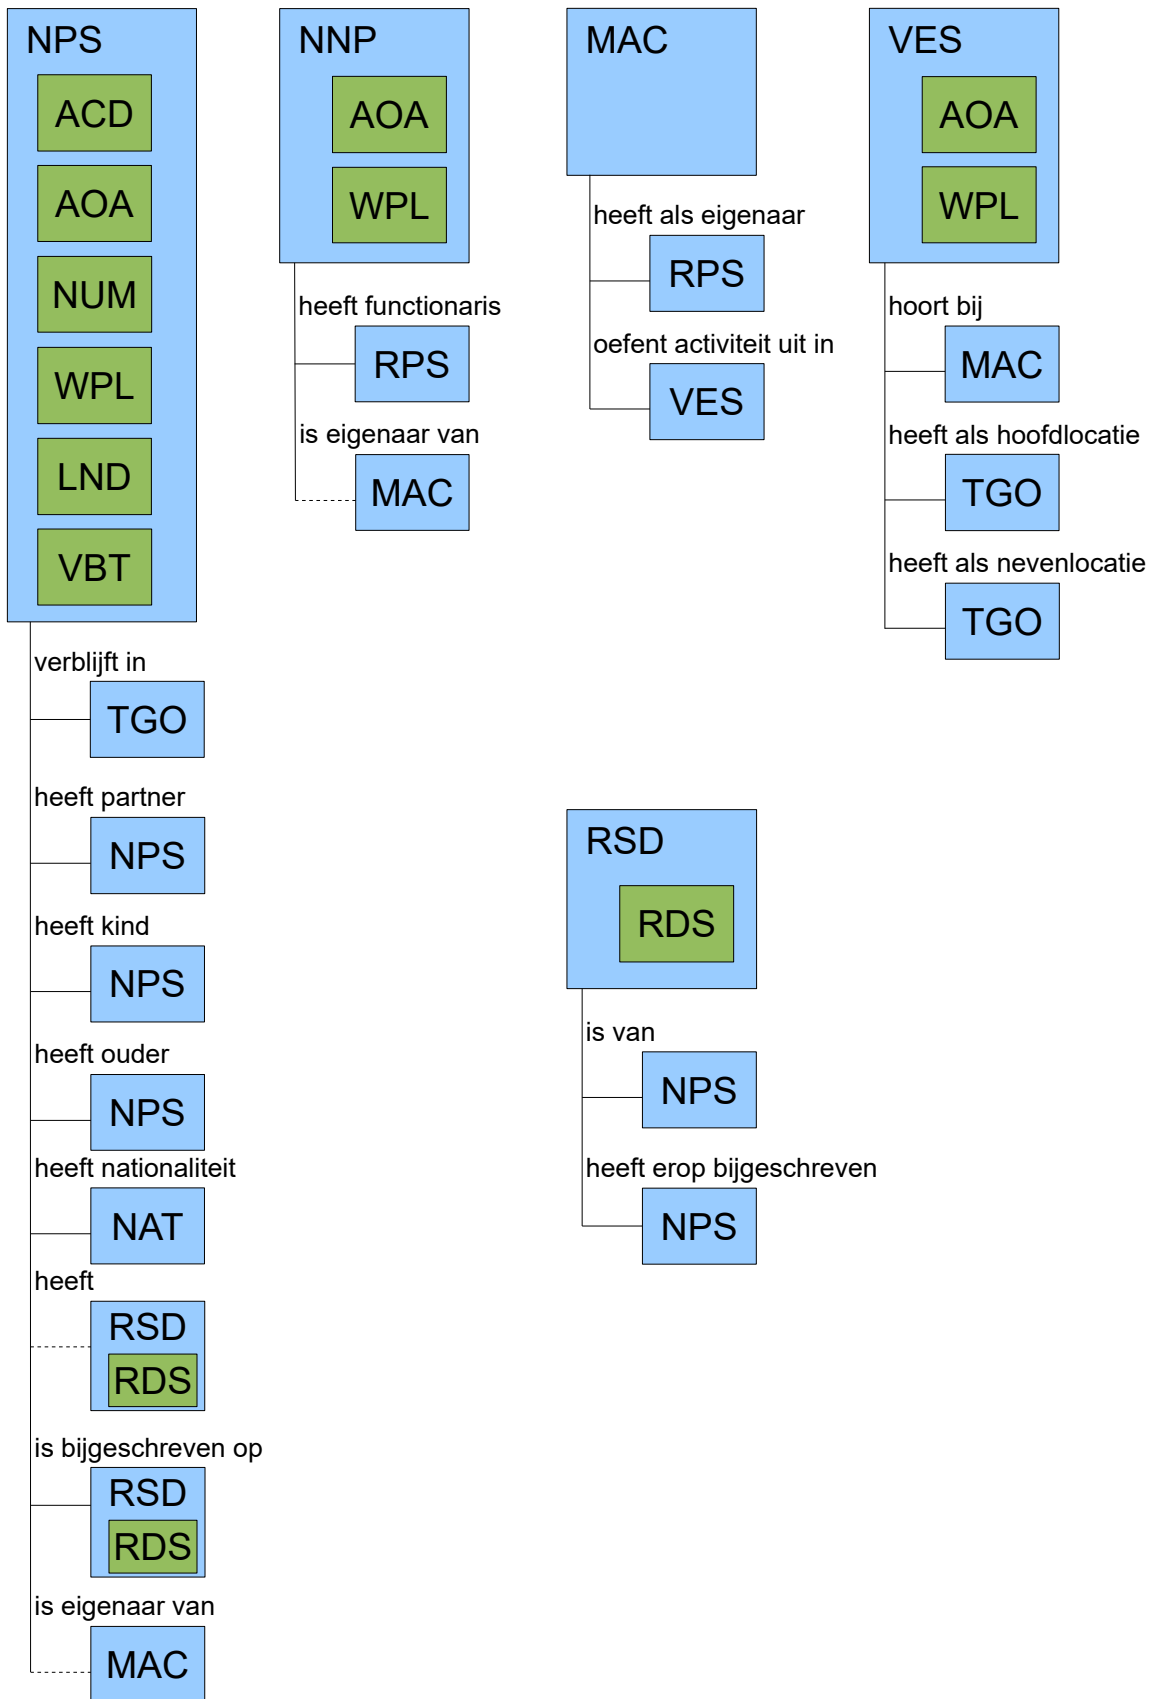 NPS
ACD
AOA
NUM
WPL
LND
VBT
verblijft in
TGO
heeft partner
NPS
heeft kind
NPS
heeft ouder
NPS
heeft nationaliteit
NAT
heeft
RSD
RDS
is bijgeschreven op
RSD
RDS
is eigenaar van
MAC
NNP
AOA
WPL
heeft functionaris
RPS
is eigenaar van
MAC
MAC
heeft als eigenaar
RPS
oefent activiteit uit in
VES
VES
AOA
WPL
hoort bij
MAC
heeft als hoofdlocatie
TGO
heeft als nevenlocatie
TGO
RSD
RDS
is van
NPS
heeft erop bijgeschreven
NPS